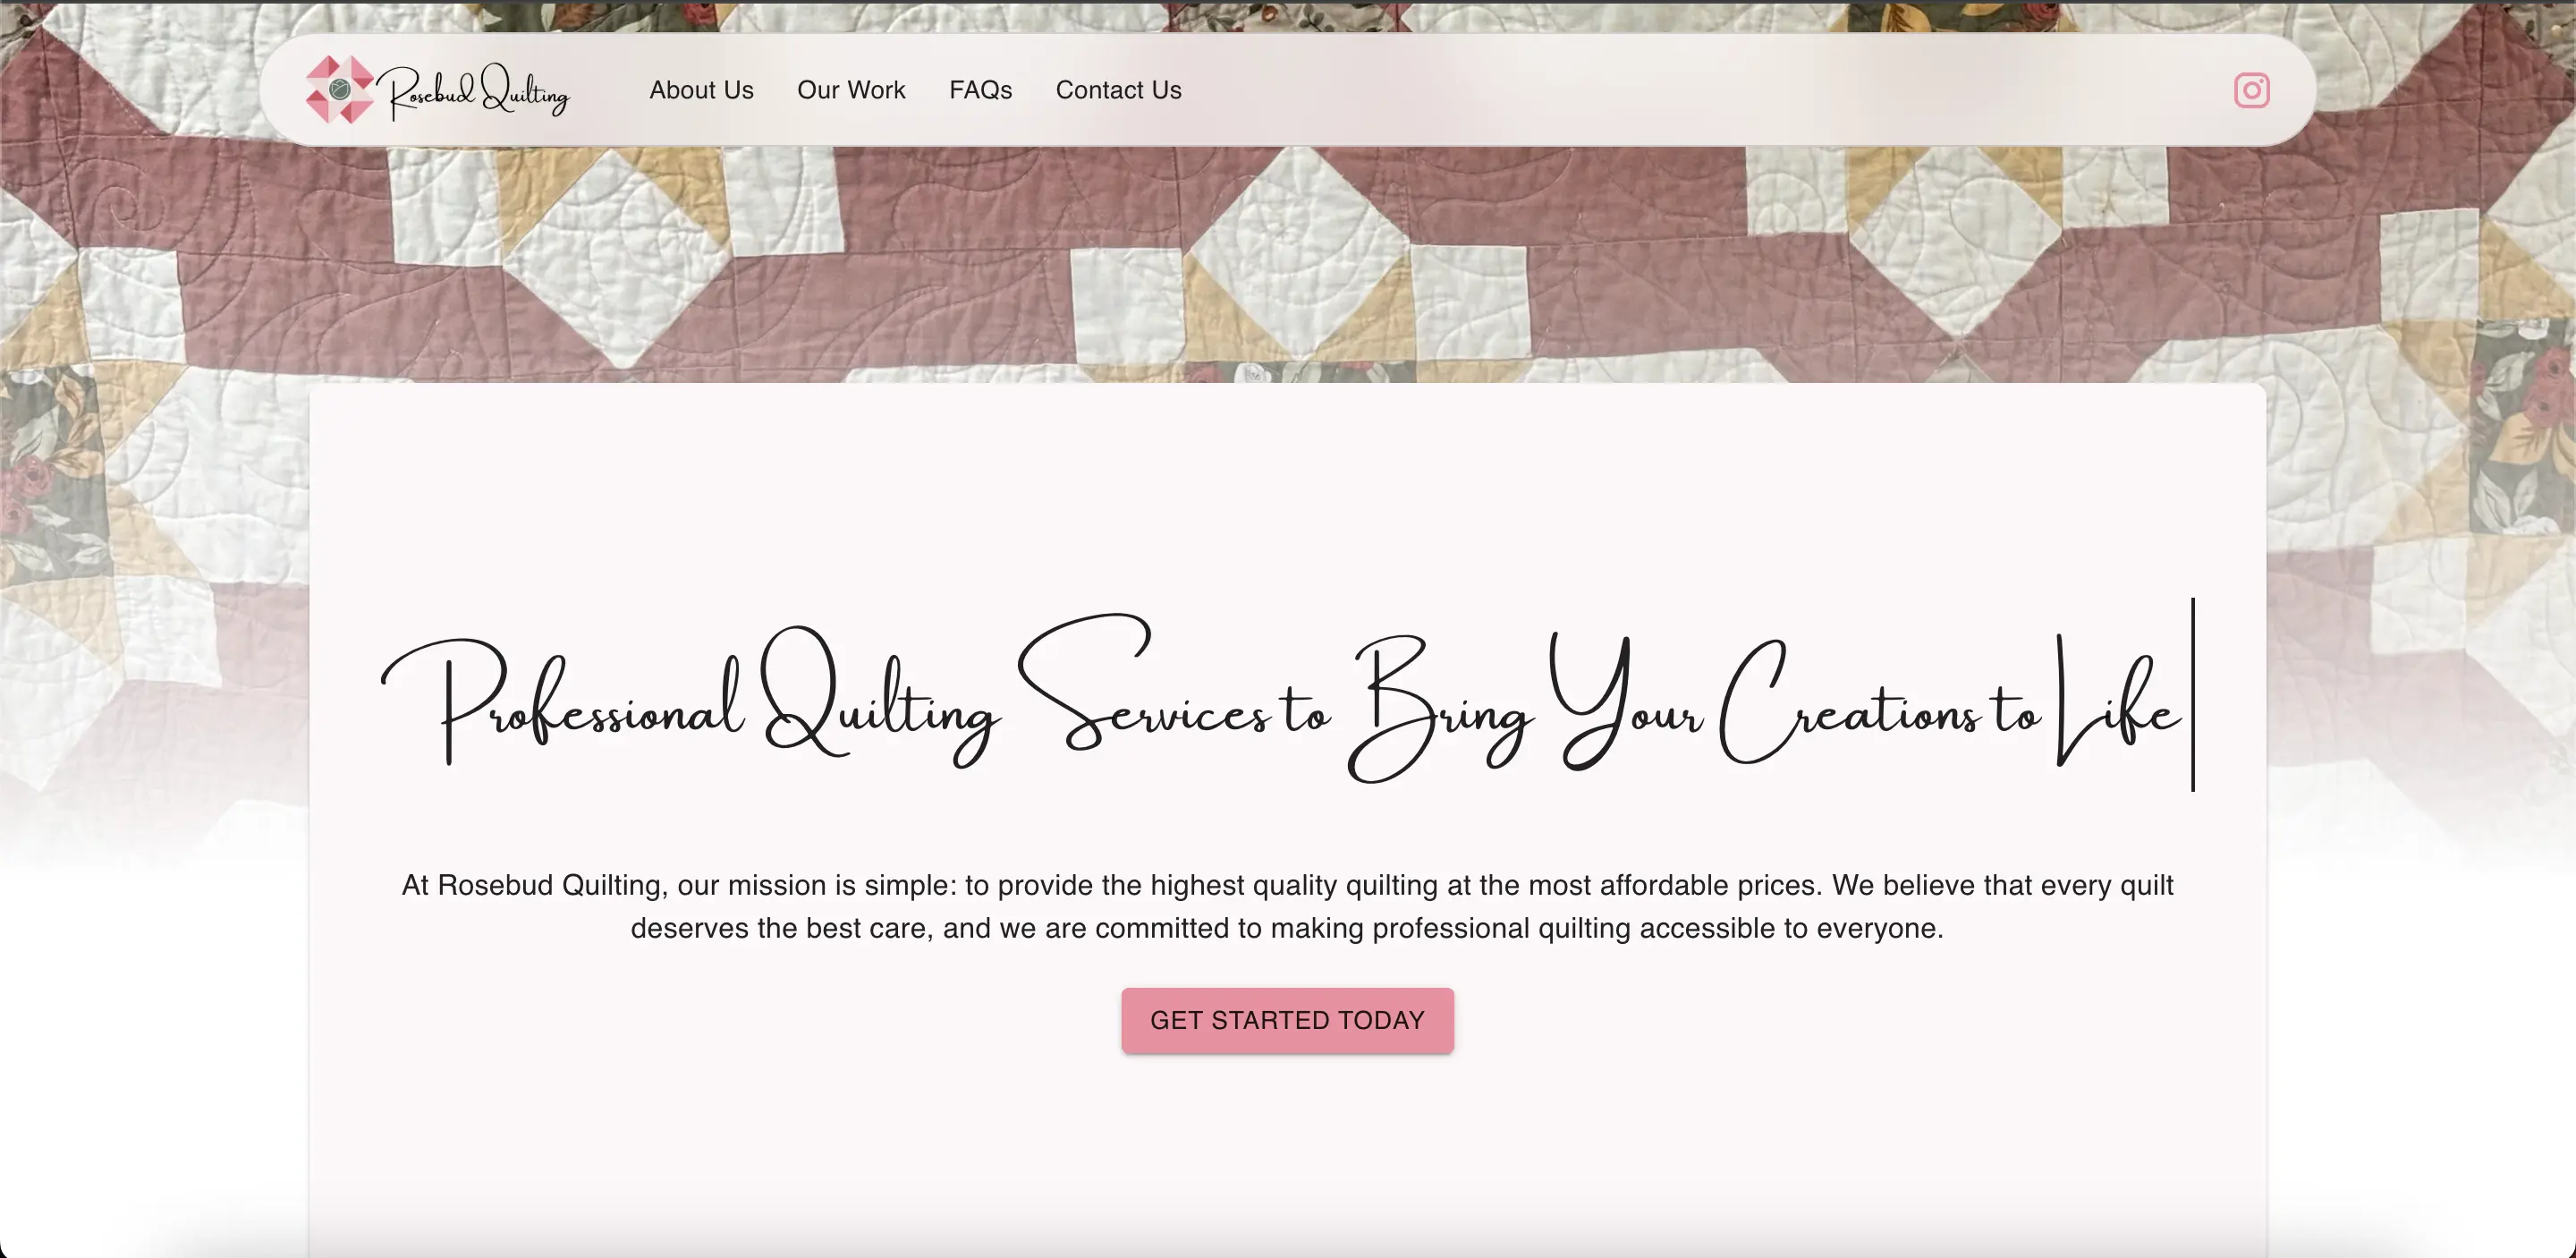 Rosebud Quilting
About Us
Our Work
FAQs
Contact Us
Professional Quilting Services to Bring Your Creations to Life
At Rosebud Quilting, our mission is simple: to provide the highest quality quilting at the most affordable prices. We believe that every quilt
deserves the best care, and we are committed to making professional quilting accessible to everyone.
GET STARTED TODAY